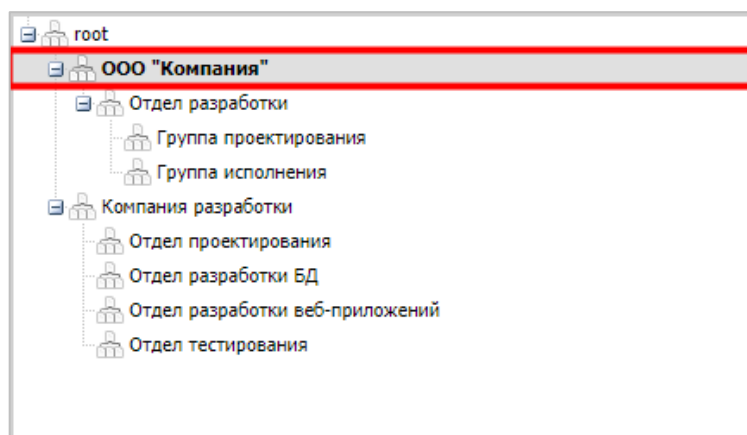 root
ООО "Компания"
Отдел разработки
Группа проектирования
Группа исполнения
Компания разработки
Отдел проектирования
Отдел разработки БД
Отдел разработки веб-приложений
Отдел тестирования